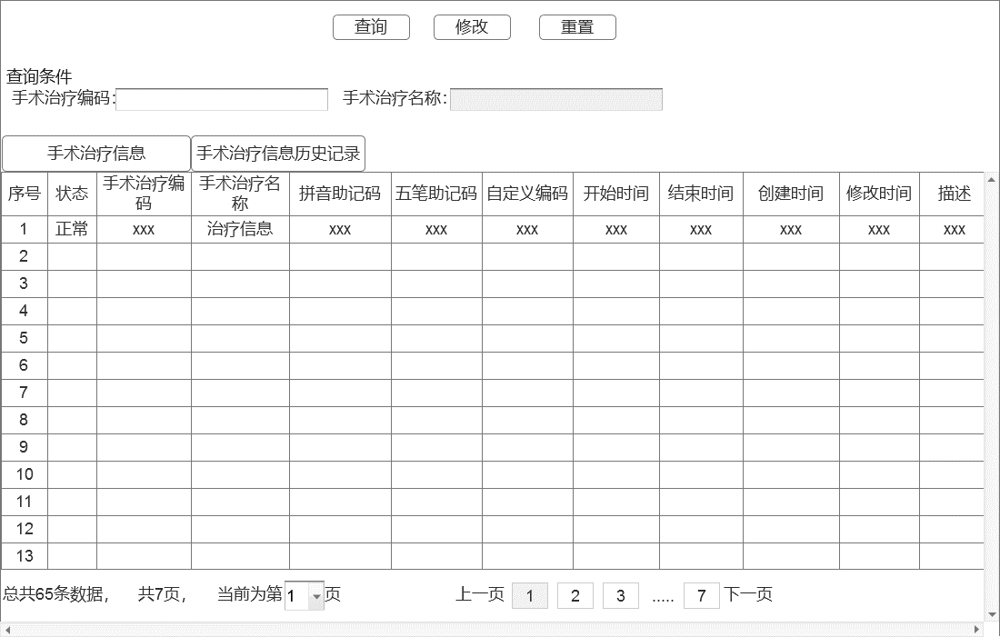 查询 修改 重置
查询条件
手术治疗编码: 手术治疗名称:
手术治疗信息 手术治疗信息历史记录
序号 状态 手术治疗编码 手术治疗名称 拼音助记码 五笔助记码 自定义编码 开始时间 结束时间 创建时间 修改时间 描述
1 正常 xxx 治疗信息 xxx xxx xxx xxx xxx xxx xxx xxx
2
3
4
5
6
7
8
9
10
11
12
13
总共65条数据, 共7页, 当前为第 1 页 上一页 1 2 3 ..... 7 下一页